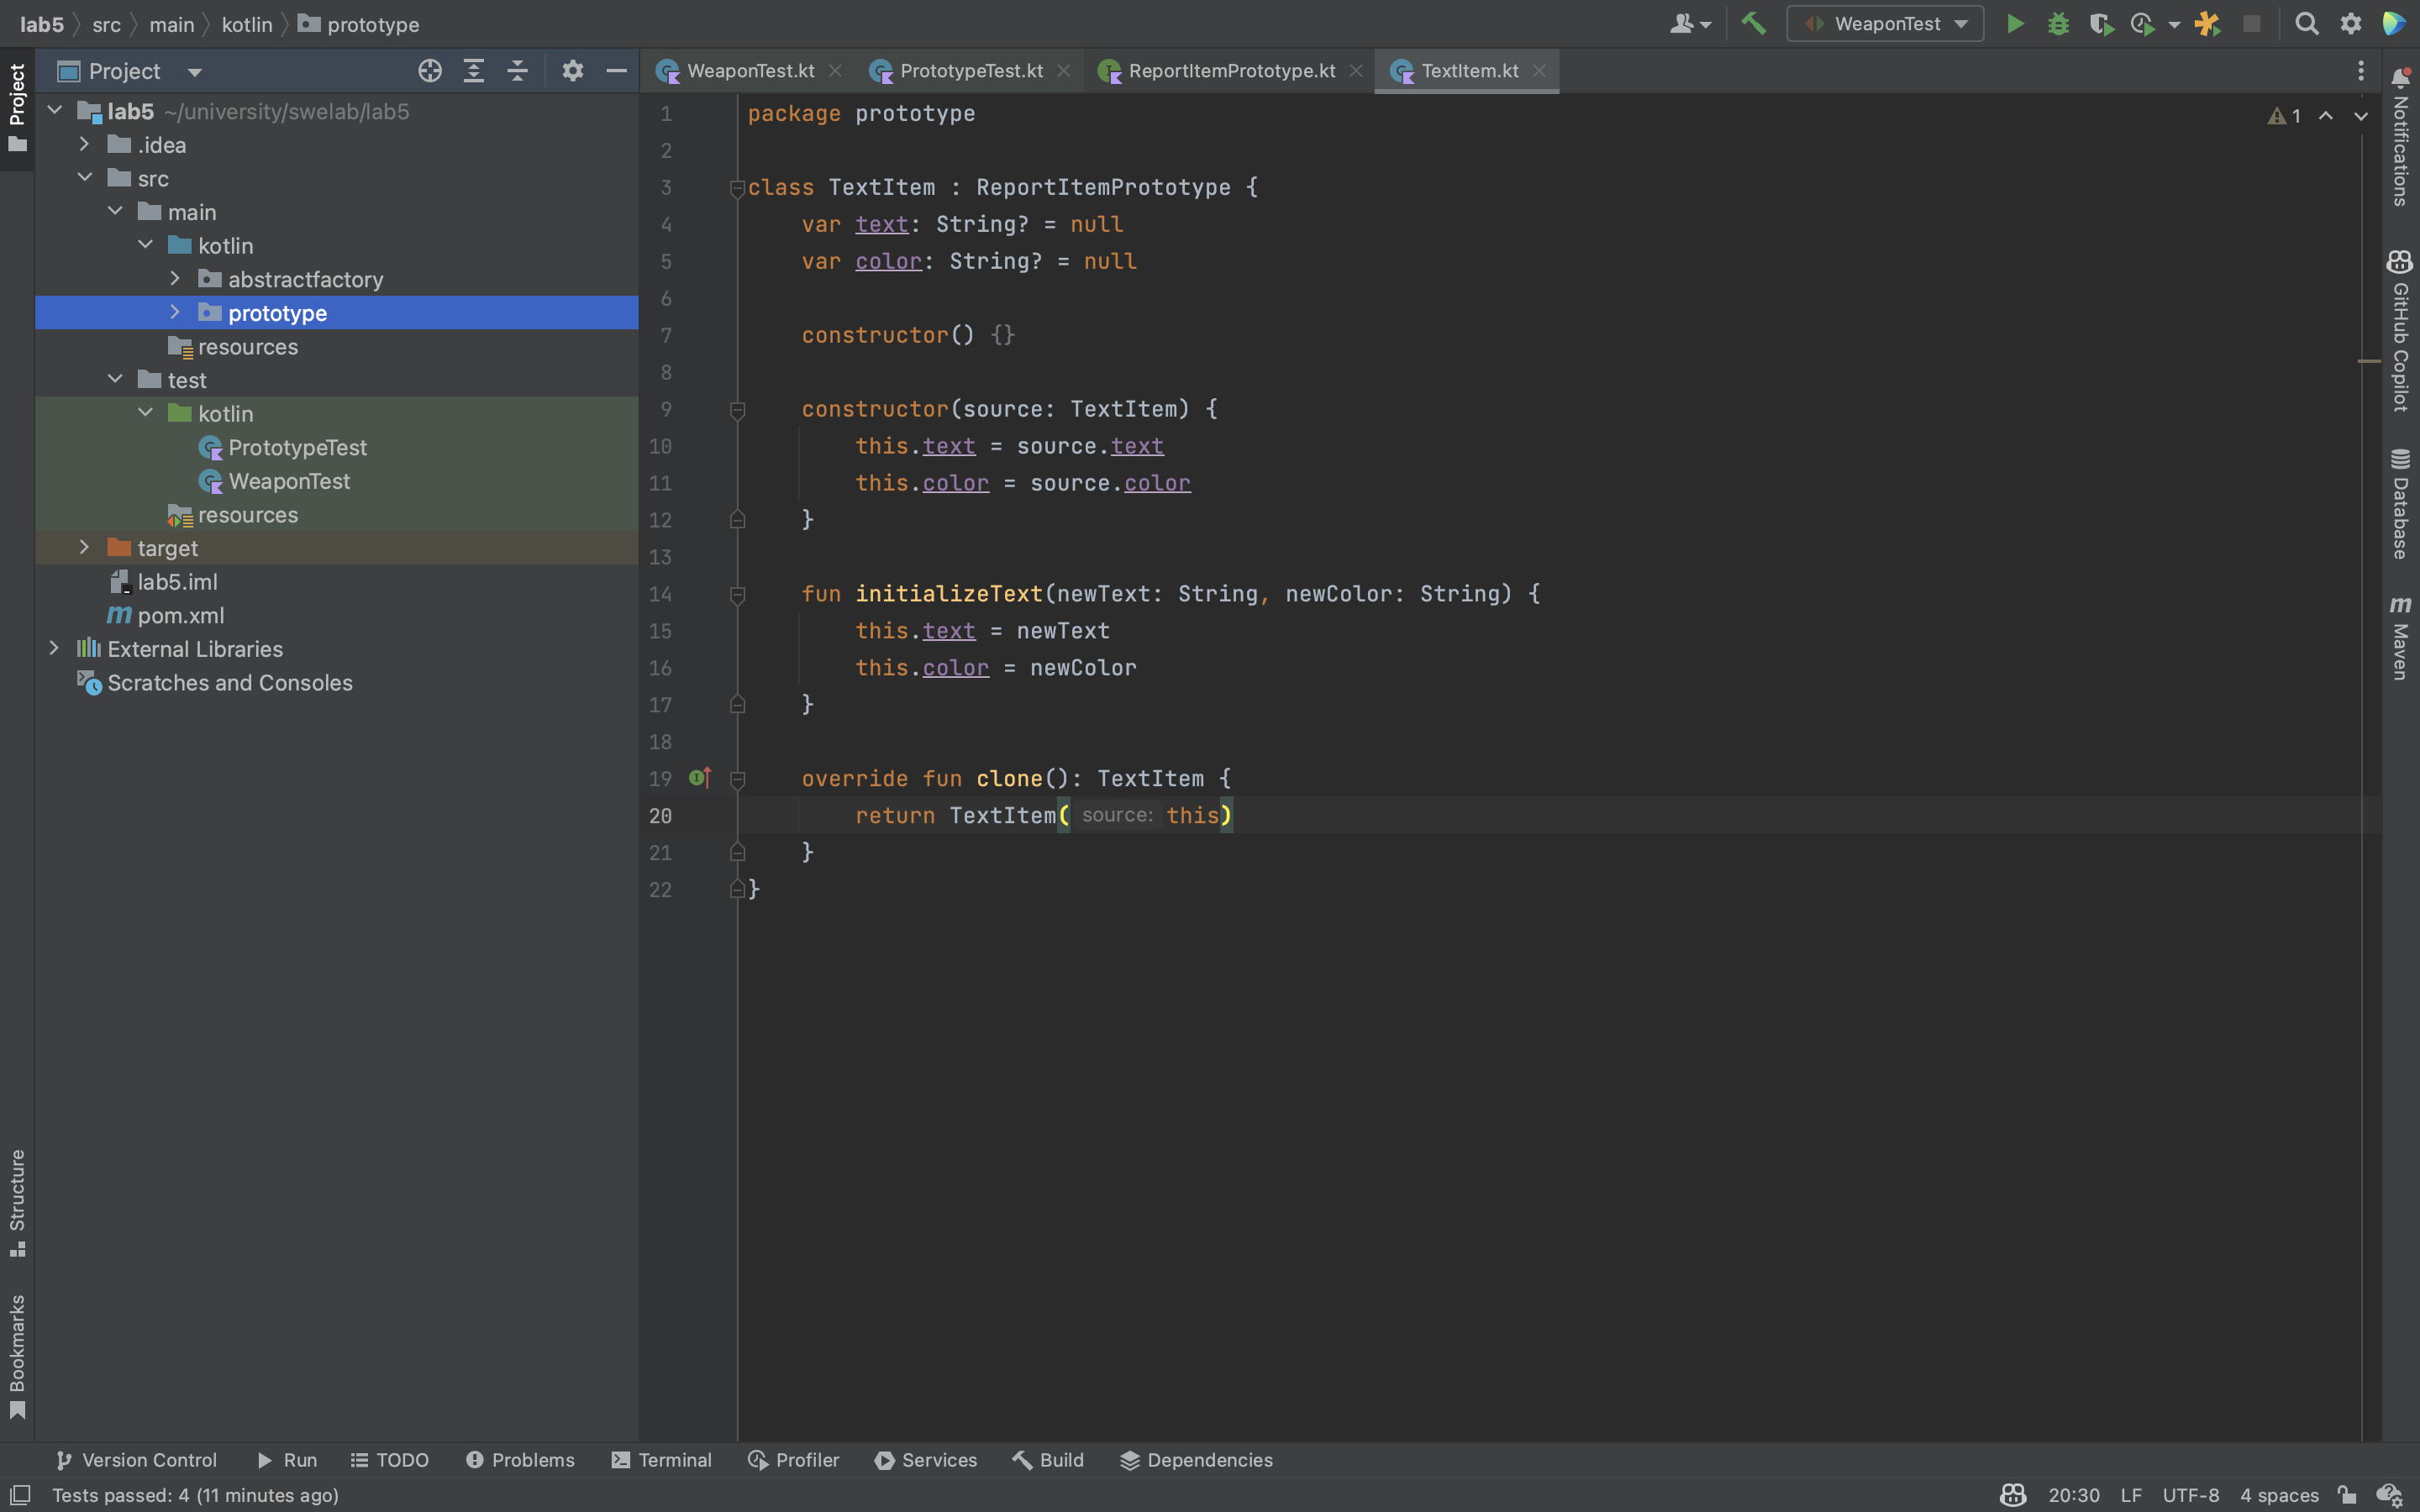 lab5 src main kotlin prototype
WeaponTest
Project
WeaponTest.kt
PrototypeTest.kt
ReportItemPrototype.kt
TextItem.kt
Project
Structure
Bookmarks
lab5 ~/university/swelab/lab5
.idea
src
main
kotlin
abstractfactory
prototype
resources
test
kotlin
PrototypeTest
WeaponTest
resources
target
lab5.iml
m pom.xml
External Libraries
Scratches and Consoles
1 package prototype
2
3 class TextItem : ReportItemPrototype {
4 var text: String? = null
5 var color: String? = null
6
7 constructor() {}
8
9 constructor(source: TextItem) {
10 this.text = source.text
11 this.color = source.color
12 }
13
14 fun initializeText(newText: String, newColor: String) {
15 this.text = newText
16 this.color = newColor
17 }
18
19 override fun clone(): TextItem {
20 return TextItem( source: this)
21 }
22 }
1
Notifications
GitHub Copilot
Database
m Maven
Version Control Run TODO Problems Terminal Profiler Services Build Dependencies
Tests passed: 4 (11 minutes ago)
20:30 LF UTF-8 4 spaces